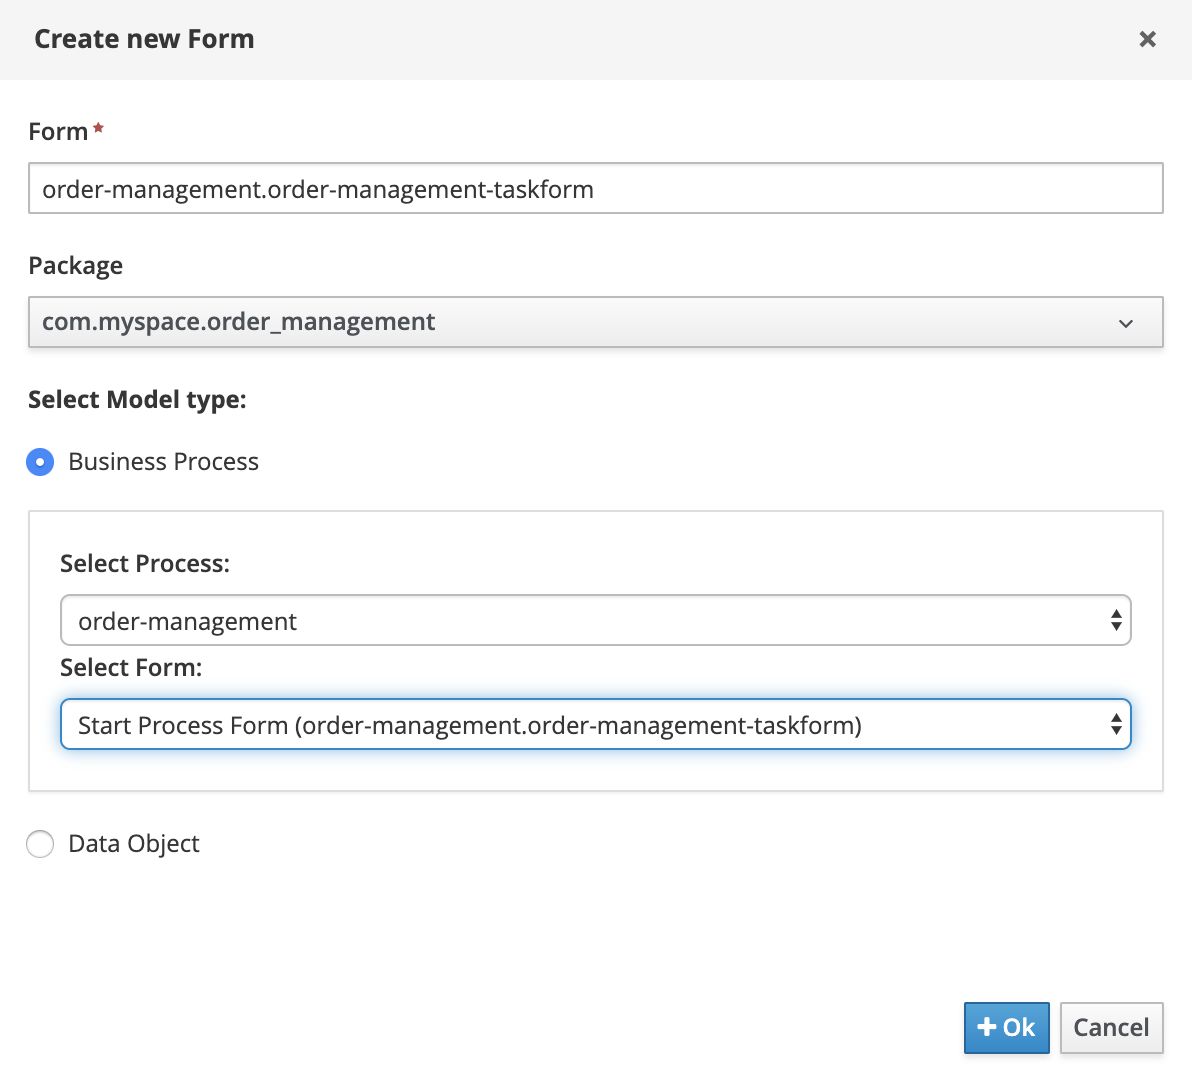 Create new Form
Form *
order-management.order-management-taskform
Package
com.myspace.order_management
Select Model type:
Business Process
Select Process:
order-management
Select Form:
Start Process Form (order-management.order-management-taskform)
Data Object
+ Ok Cancel